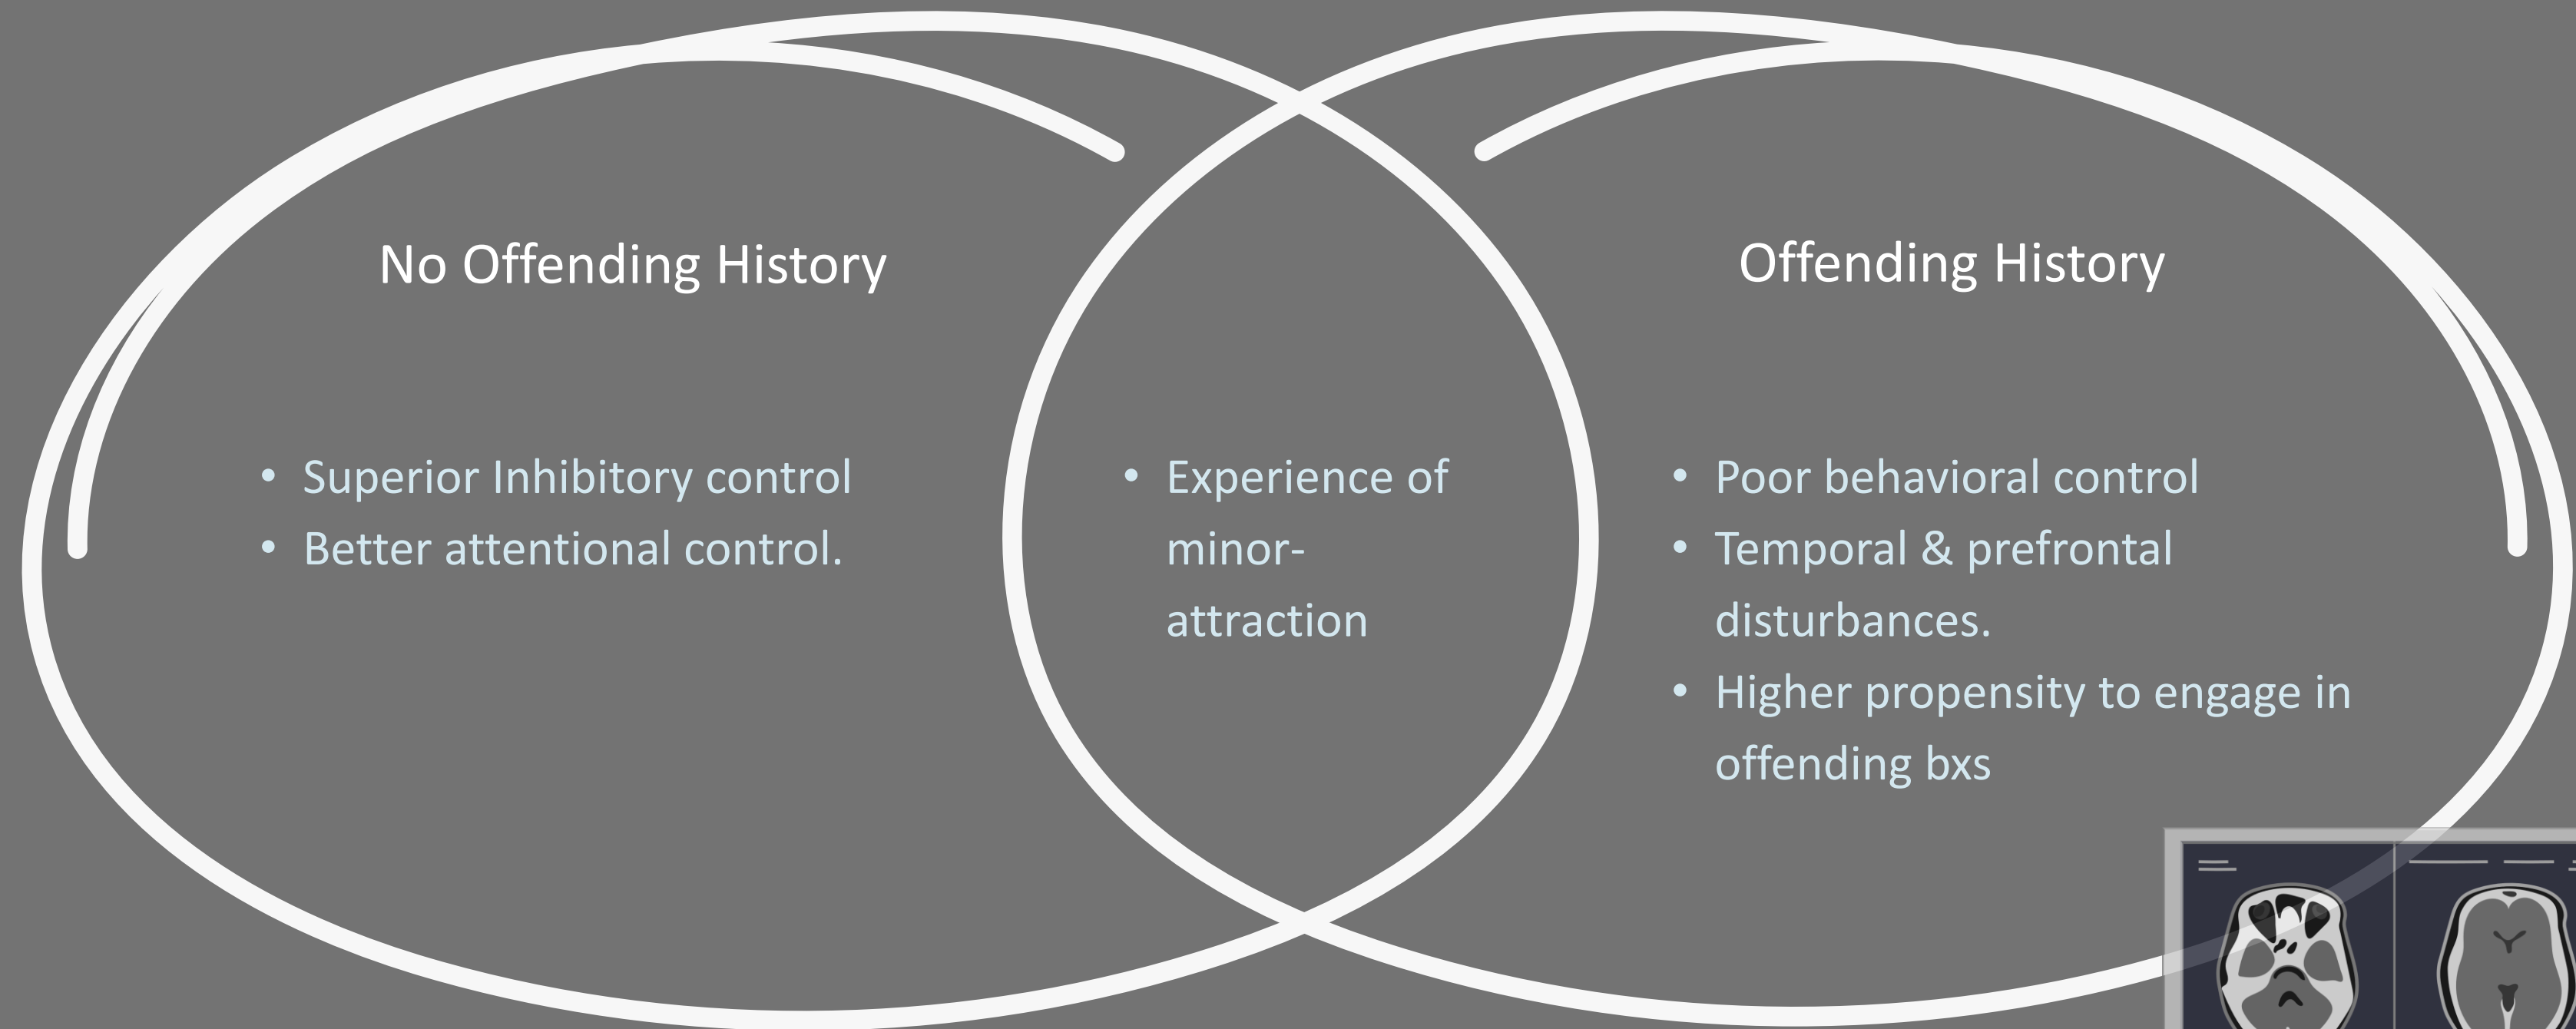 No Offending History
• Superior Inhibitory control
• Better attentional control.
• Experience of
minor-
attraction
Offending History
• Poor behavioral control
• Temporal & prefrontal
disturbances.
• Higher propensity to engage in
offending bxs